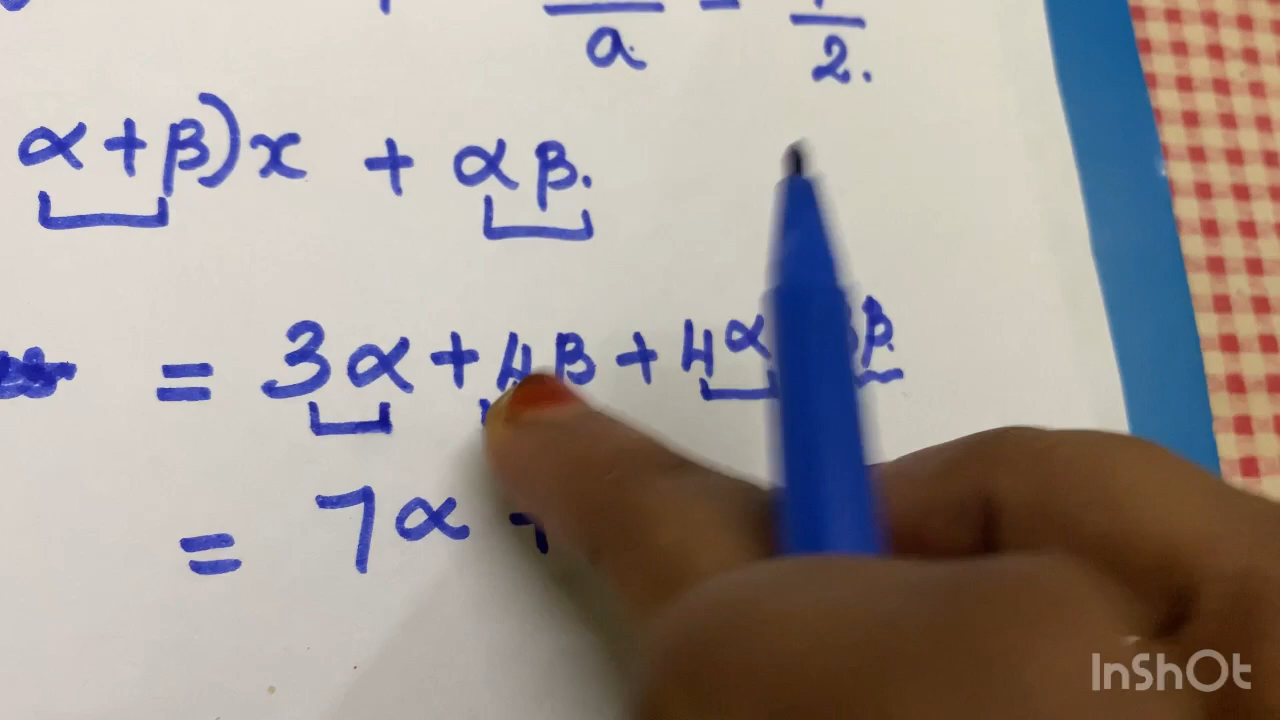 a = 2.
α + β)x + αβ.
= 3α + 4β + 4α β.
= 7α +
InShOt